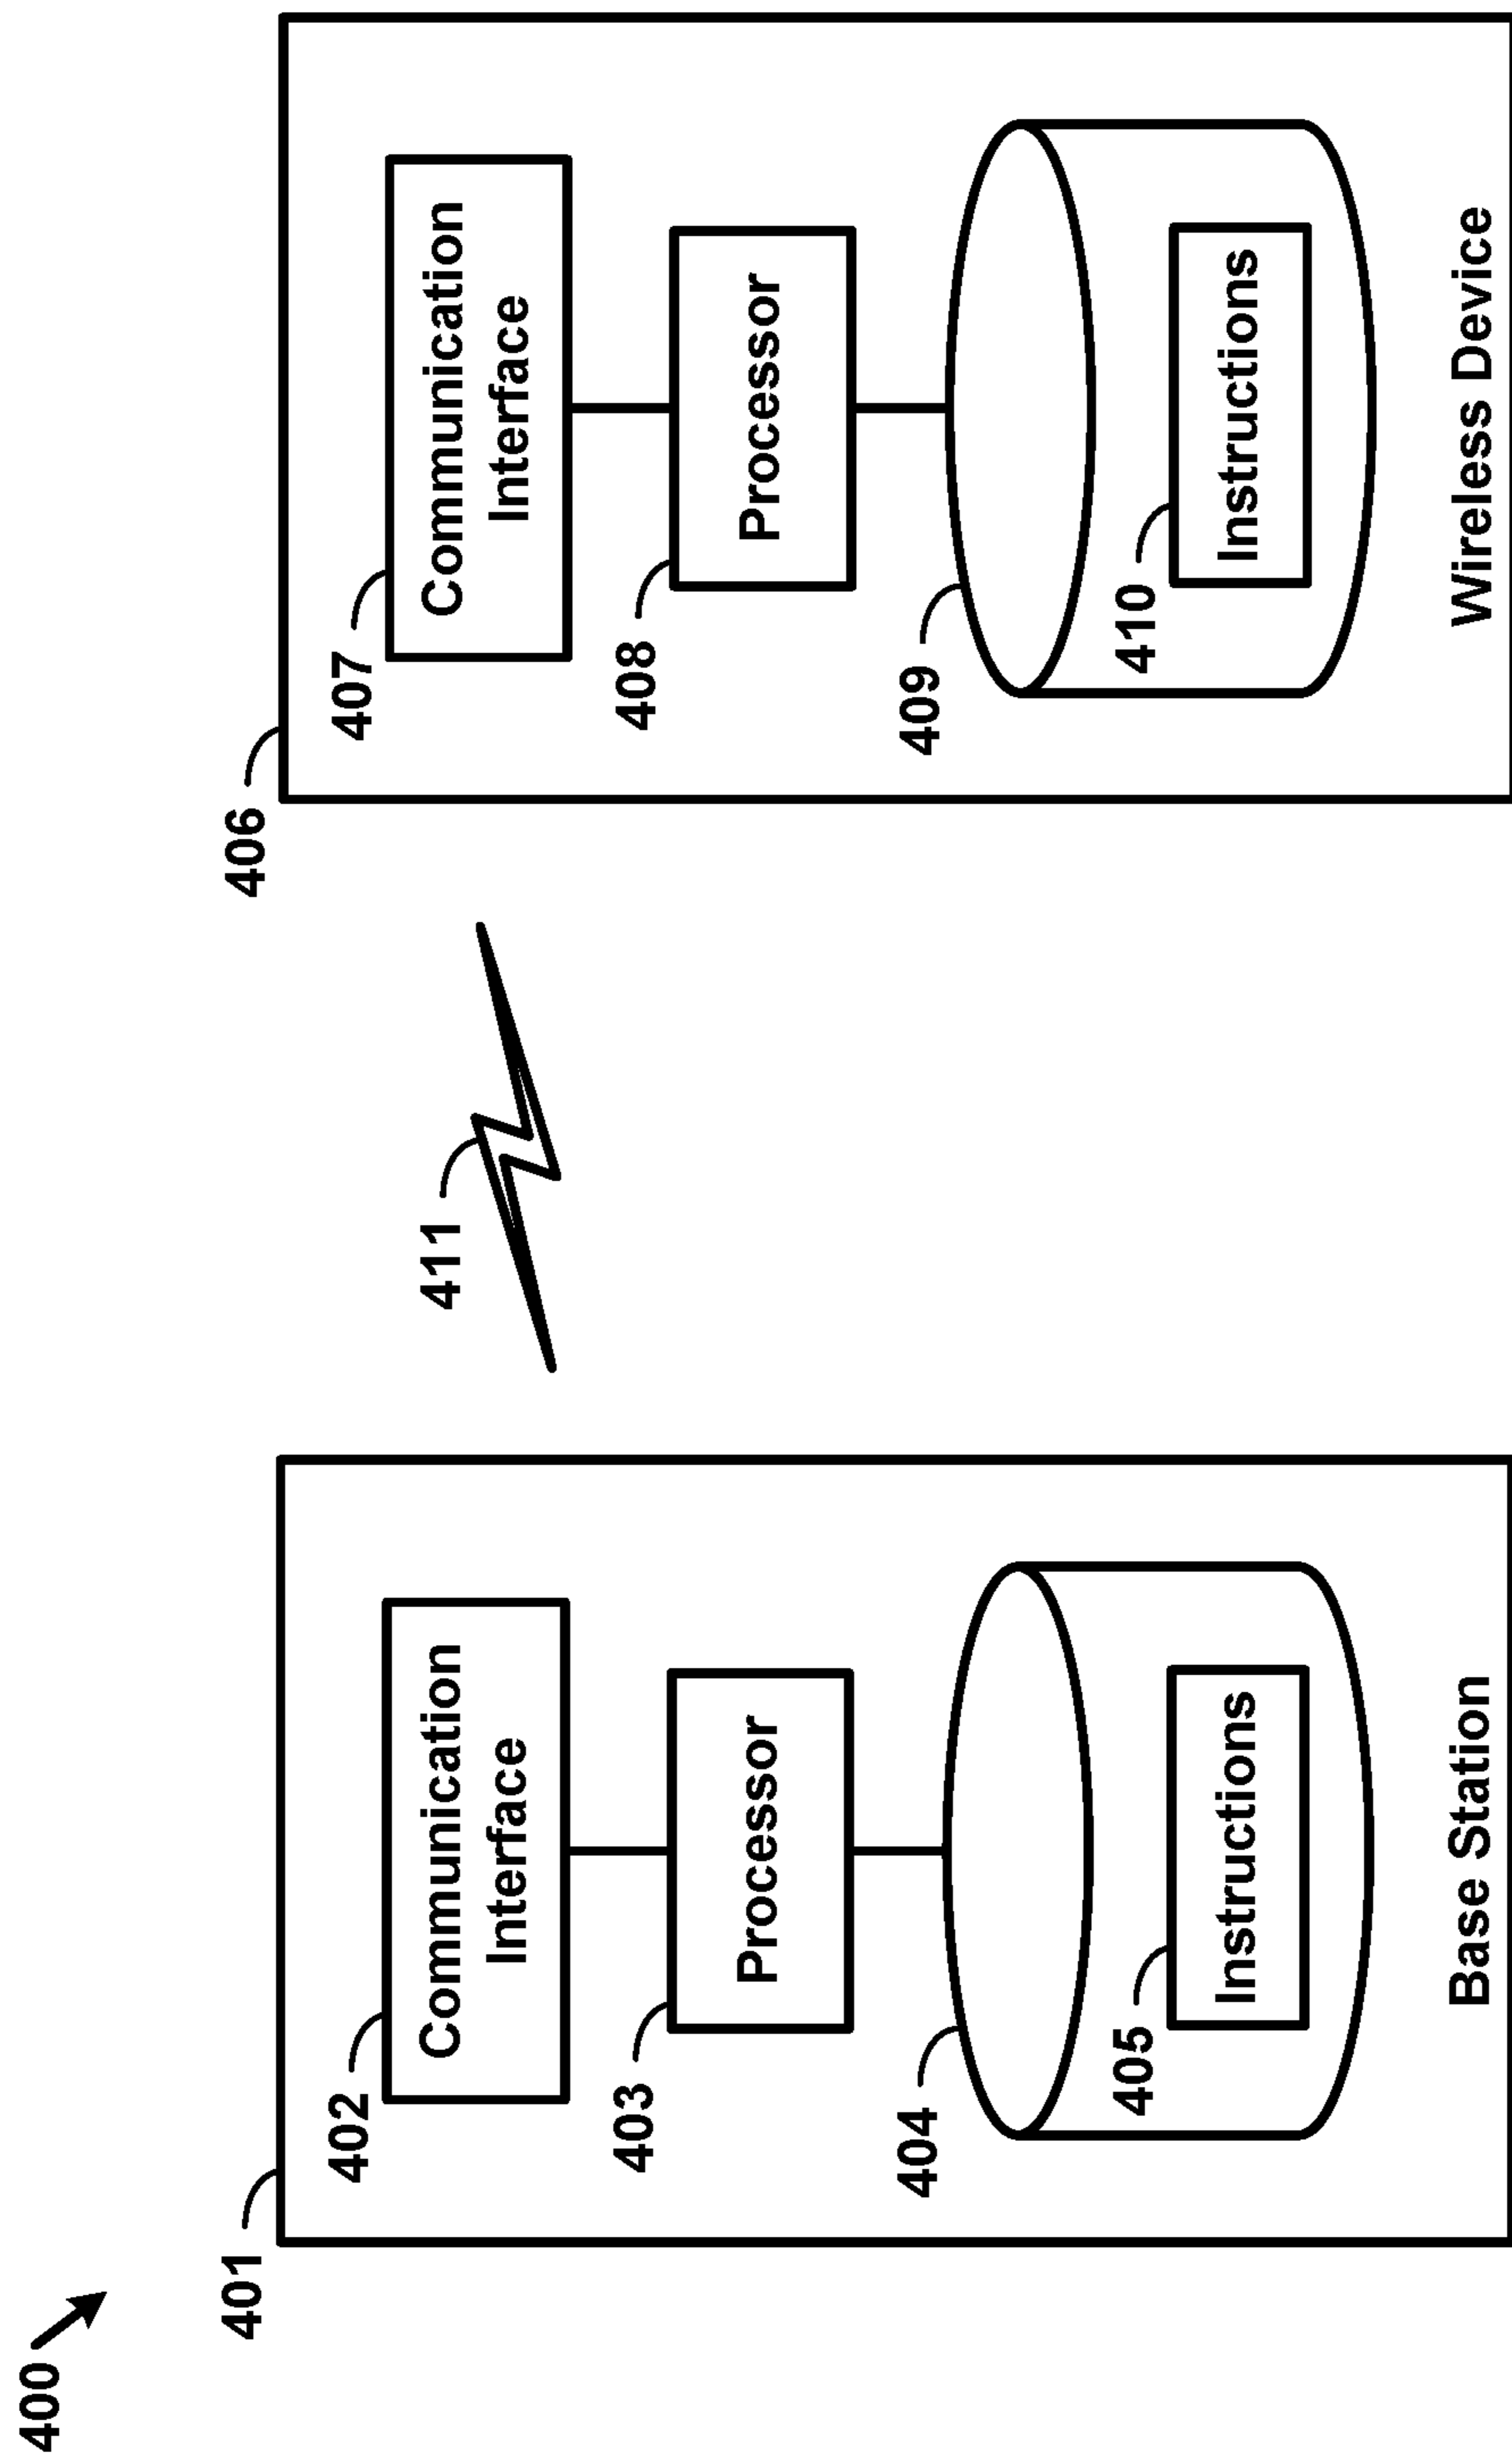 400
401
402
Communication
Interface
403
Processor
404
405
Instructions
Base Station
411
406
407
Communication
Interface
408
Processor
409
410
Instructions
Wireless Device